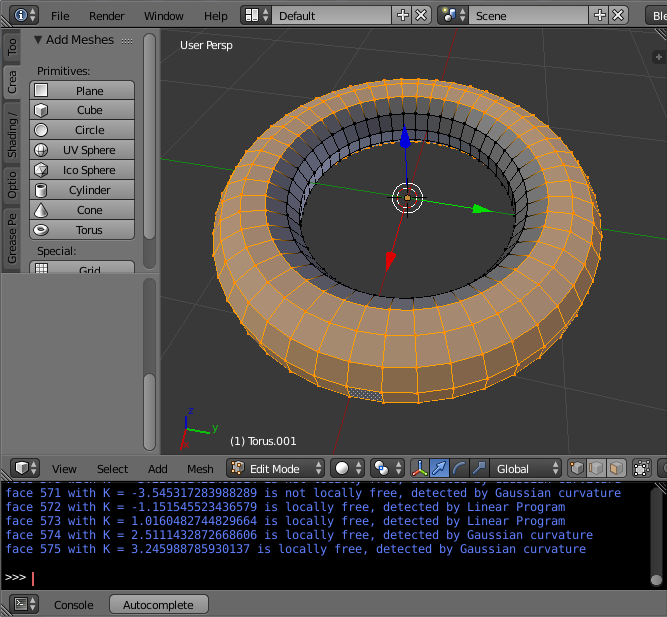 File Render Window Help Default Scene Ble
Too
Crea
Shading /
Optio
Grease Pe
Add Meshes
Primitives:
Plane
Cube
Circle
UV Sphere
Ico Sphere
Cylinder
Cone
Torus
Special:
Grid
User Persp
z
y
(1) Torus.001
View Select Add Mesh Edit Mode Global
face 571 with K = -3.545317283988289 is not locally free, detected by Gaussian curvature
face 572 with K = -1.151545523436579 is locally free, detected by Linear Program
face 573 with K = 1.0160482744829664 is locally free, detected by Linear Program
face 574 with K = 2.5111432872668606 is locally free, detected by Gaussian curvature
face 575 with K = 3.245988785930137 is locally free, detected by Gaussian curvature
>>>
Console Autocomplete